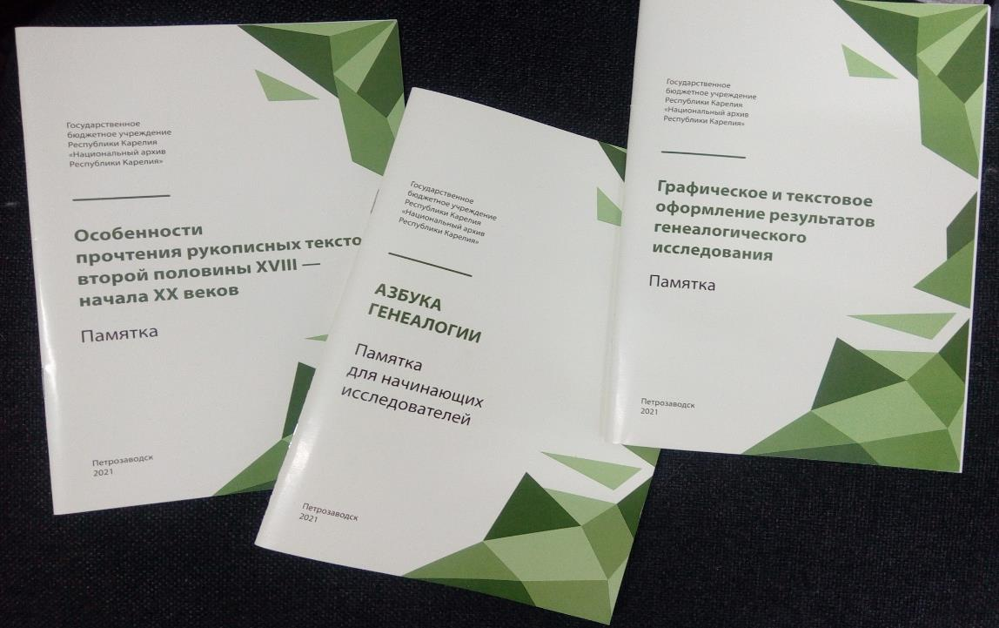 Государственное
бюджетное учреждение
Республики Карелия
«Национальный архив
Республики Карелия»
Особенности
прочтения рукописных тексто
второй половины XVIII —
начала XX веков
Памятка
Петрозаводск
2021
Государственное
бюджетное учреждение
Республики Карелия
«Национальный архив
Республики Карелия»
АЗБУКА
ГЕНЕАЛОГИИ
Памятка
для начинающих
исследователей
Петрозаводск
2021
Государственное
бюджетное учреждение
Республики Карелия
«Национальный архив
Республики Карелия»
Графическое и текстовое
оформление результатов
генеалогического
исследования
Памятка
Петрозаводск
2021